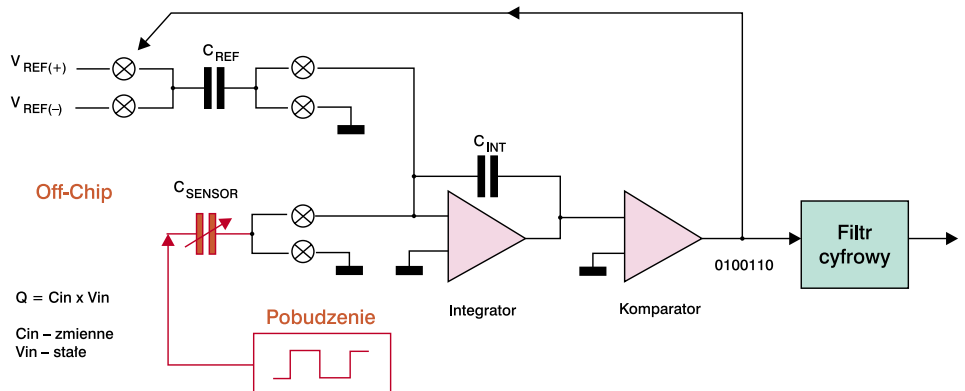 V REF(+)
C REF
V REF(–)
C INT
Off-Chip
C SENSOR
Filtr
cyfrowy
0100110
Q = Cin x Vin
Pobudzenie
Integrator
Komparator
Cin – zmienne
Vin – stałe